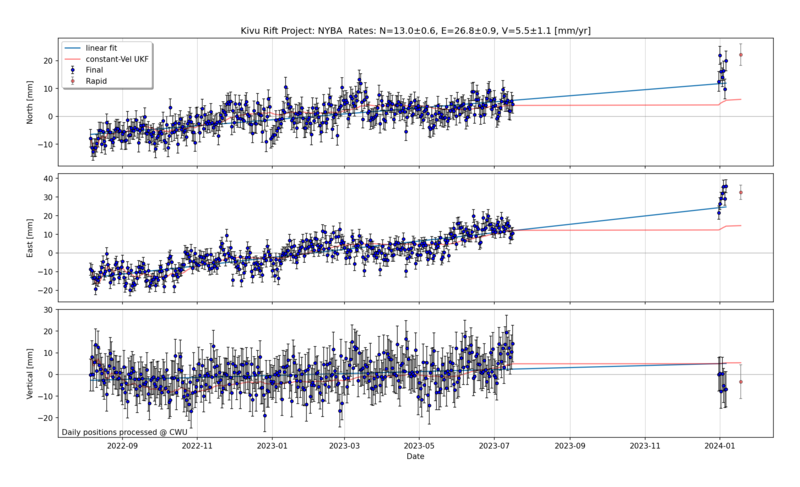 Kivu Rift Project: NYBA Rates: N=13.0±0.6, E=26.8±0.9, V=5.5±1.1 [mm/yr]
linear fit
constant-Vel UKF
Final
Rapid
20
10
0
−10
North [mm]
40
30
20
10
0
−10
−20
East [mm]
30
20
10
0
−10
−20
Vertical [mm]
Daily positions processed @ CWU
2022-09
2022-11
2023-01
2023-03
2023-05
2023-07
2023-09
2023-11
2024-01
Date